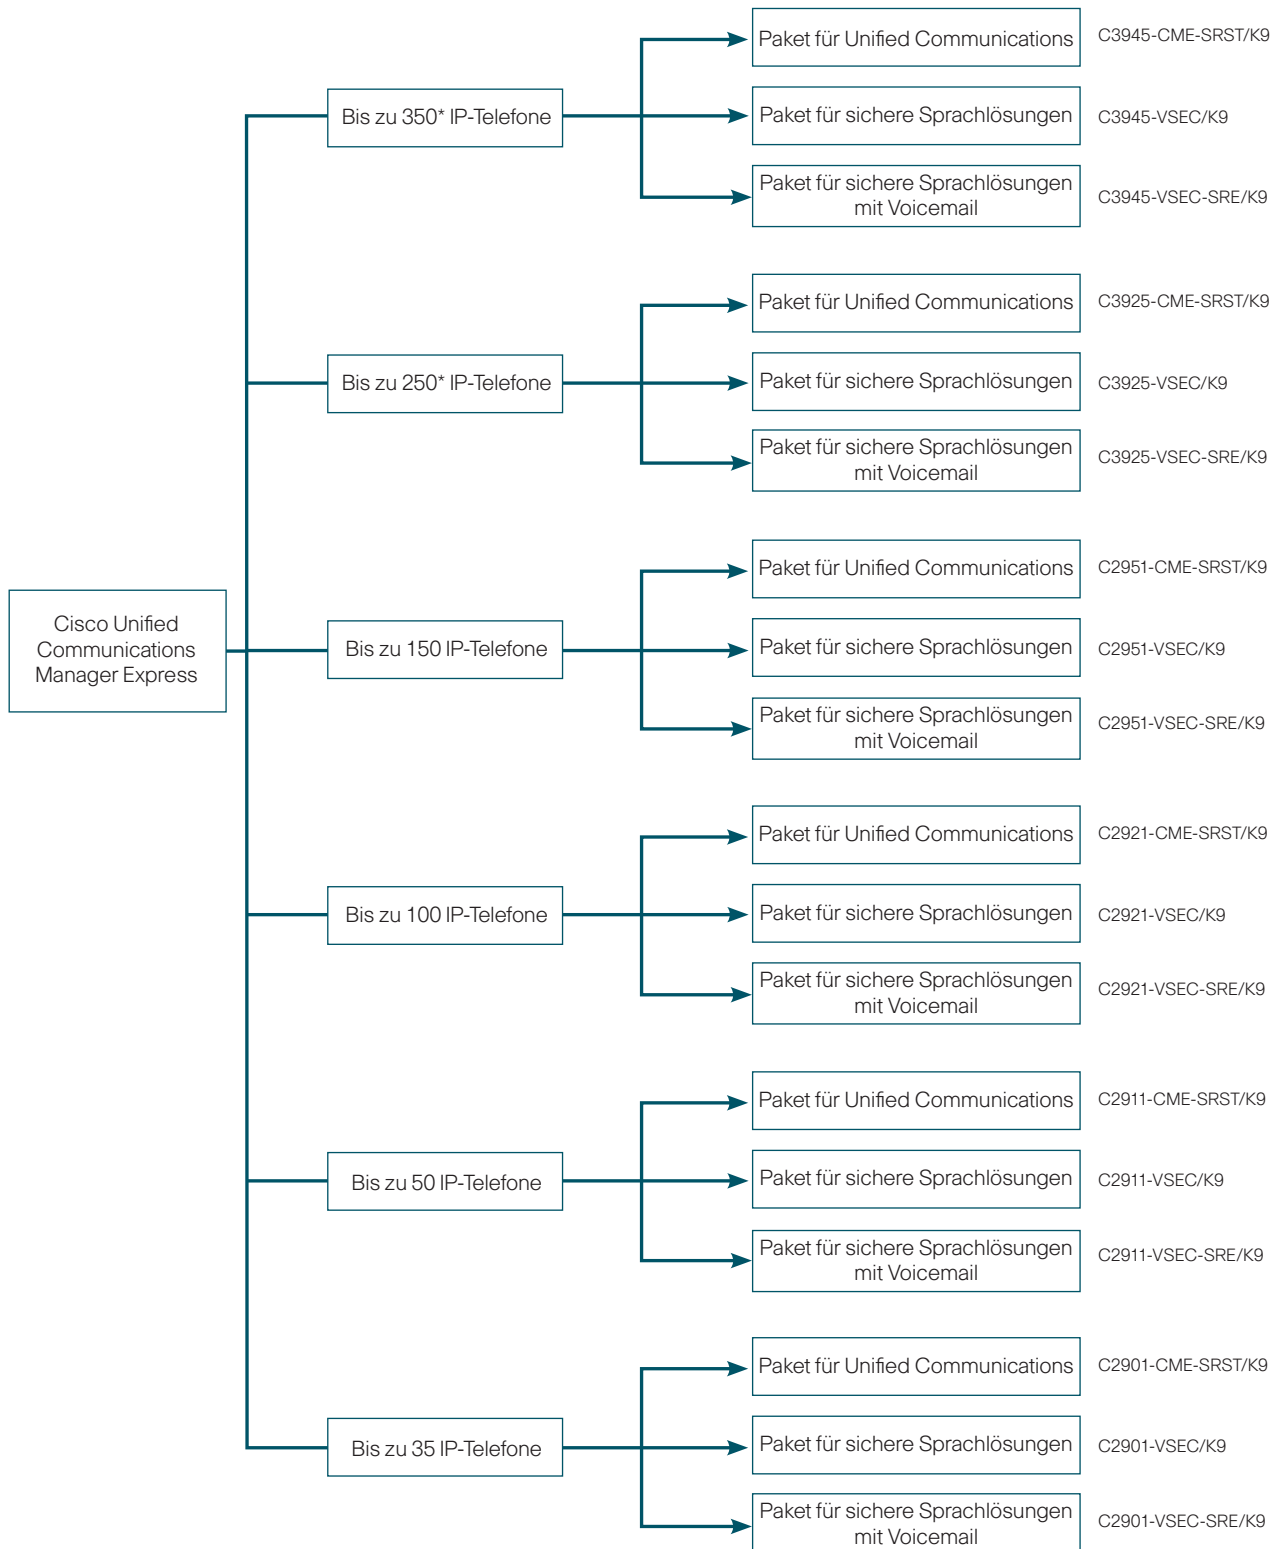 Cisco Unified
Communications
Manager Express
Bis zu 350* IP-Telefone
Paket für Unified Communications
C3945-CME-SRST/K9
Paket für sichere Sprachlösungen
C3945-VSEC/K9
Paket für sichere Sprachlösungen
mit Voicemail
C3945-VSEC-SRE/K9
Bis zu 250* IP-Telefone
Paket für Unified Communications
C3925-CME-SRST/K9
Paket für sichere Sprachlösungen
C3925-VSEC/K9
Paket für sichere Sprachlösungen
mit Voicemail
C3925-VSEC-SRE/K9
Bis zu 150 IP-Telefone
Paket für Unified Communications
C2951-CME-SRST/K9
Paket für sichere Sprachlösungen
C2951-VSEC/K9
Paket für sichere Sprachlösungen
mit Voicemail
C2951-VSEC-SRE/K9
Bis zu 100 IP-Telefone
Paket für Unified Communications
C2921-CME-SRST/K9
Paket für sichere Sprachlösungen
C2921-VSEC/K9
Paket für sichere Sprachlösungen
mit Voicemail
C2921-VSEC-SRE/K9
Bis zu 50 IP-Telefone
Paket für Unified Communications
C2911-CME-SRST/K9
Paket für sichere Sprachlösungen
C2911-VSEC/K9
Paket für sichere Sprachlösungen
mit Voicemail
C2911-VSEC-SRE/K9
Bis zu 35 IP-Telefone
Paket für Unified Communications
C2901-CME-SRST/K9
Paket für sichere Sprachlösungen
C2901-VSEC/K9
Paket für sichere Sprachlösungen
mit Voicemail
C2901-VSEC-SRE/K9